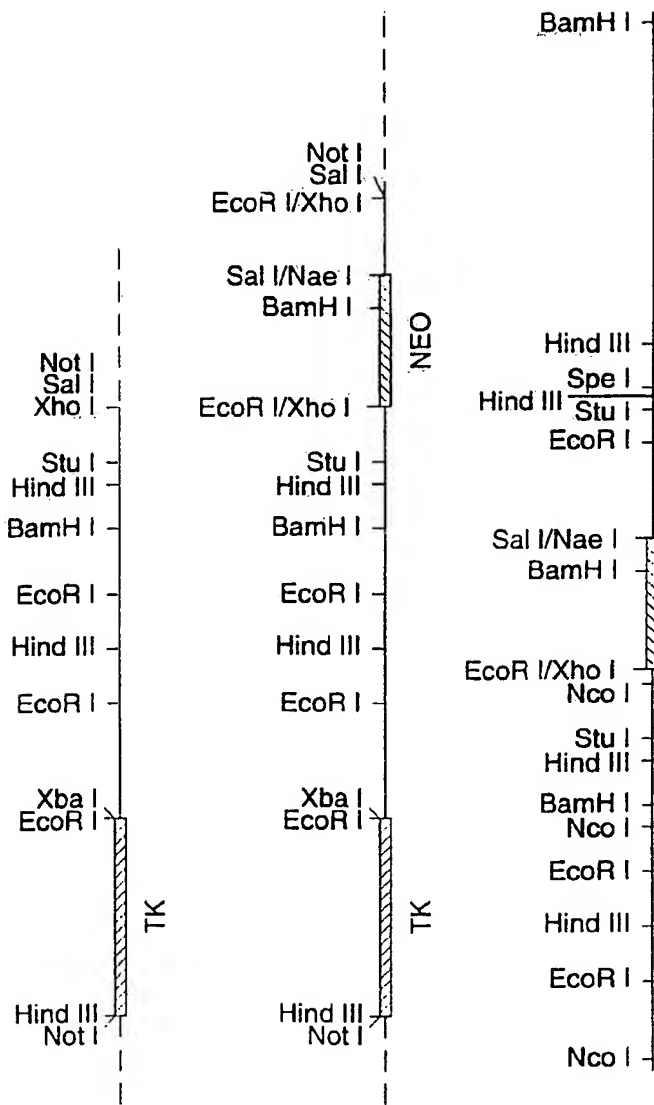 Not I
Sal I
Xho I
Stu I
Hind III
BamH I
EcoR I
Hind III
EcoR I
Xba I
EcoR I
TK
Hind III
Not I
Not I
Sal I
EcoR I/Xho I
Sal I/Nae I
BamH I
NEO
EcoR I/Xho I
Stu I
Hind III
BamH I
EcoR I
Hind III
EcoR I
Xba I
EcoR I
TK
Hind III
Not I
BamH I
Hind III
Spe I
Hind III
Stu I
EcoR I
Sal I/Nae I
BamH I
EcoR I/Xho I
Nco I
Stu I
Hind III
BamH I
Nco I
EcoR I
Hind III
EcoR I
Nco I